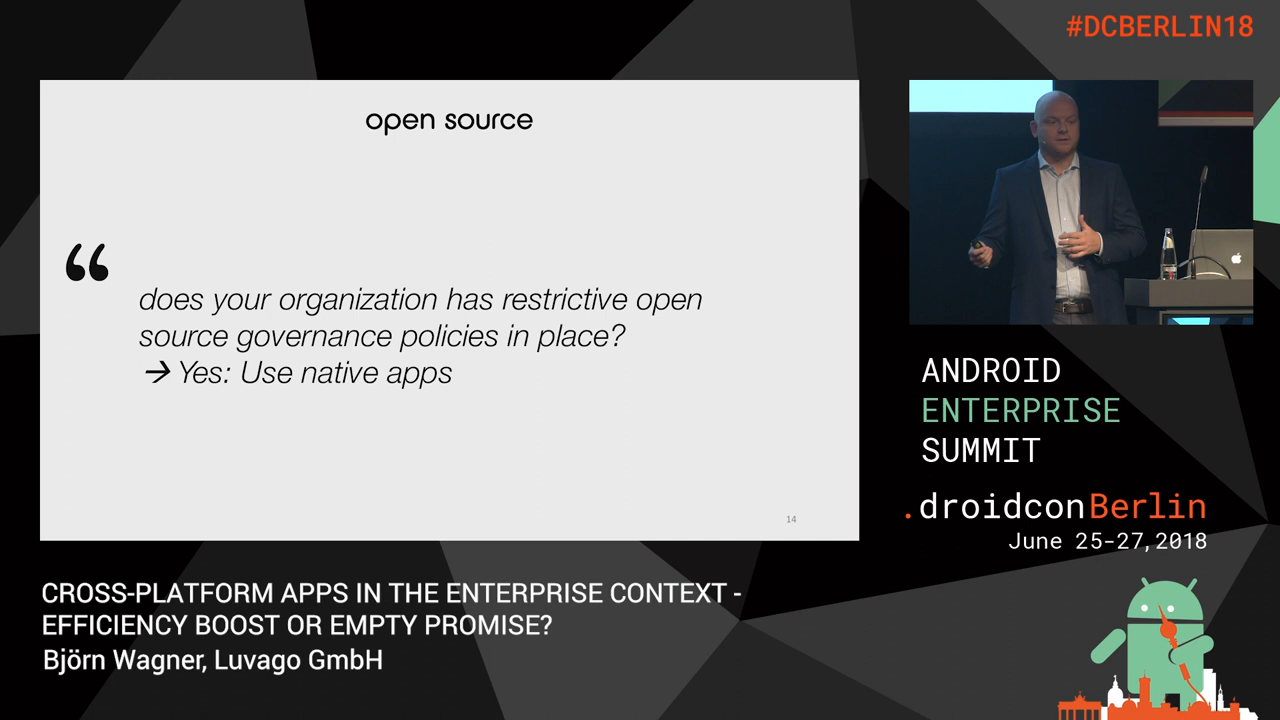 #DCBERLIN18
open source
“
does your organization has restrictive open
source governance policies in place?
→ Yes: Use native apps
14
ANDROID
ENTERPRISE
SUMMIT
.droidconBerlin
June 25-27, 2018
CROSS-PLATFORM APPS IN THE ENTERPRISE CONTEXT -
EFFICIENCY BOOST OR EMPTY PROMISE?
Björn Wagner, Luvago GmbH